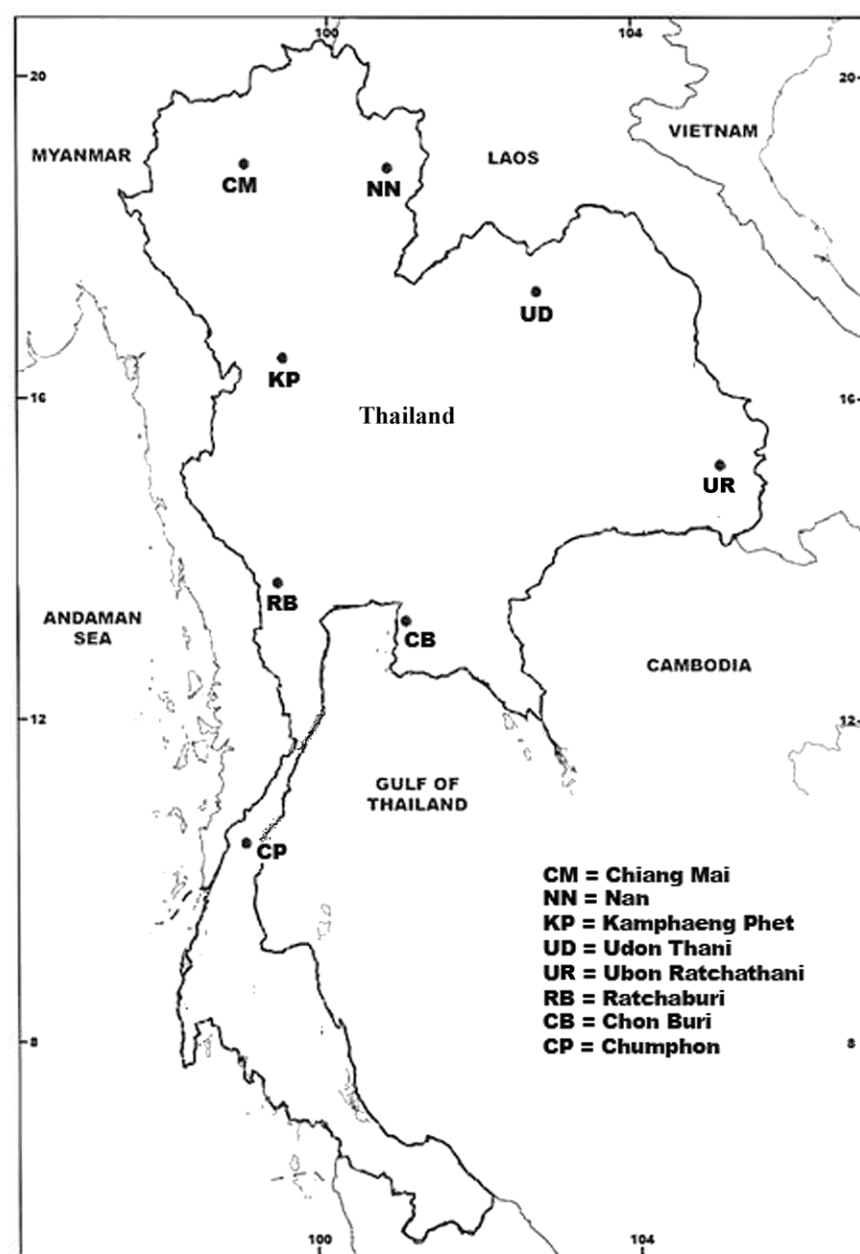 100 104
20 20
VIETNAM
MYANMAR
LAOS
CM
NN
UD
KP
16 16
Thailand
UR
RB
ANDAMAN
SEA
CB
CAMBODIA
12 12
GULF OF
THAILAND
CP
CM = Chiang Mai
NN = Nan
KP = Kamphaeng Phet
UD = Udon Thani
UR = Ubon Ratchathani
RB = Ratchaburi
CB = Chon Buri
CP = Chumphon
8 8
100 104